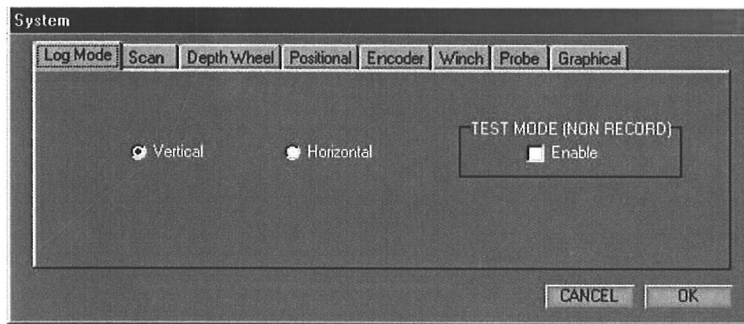 System
Log Mode Scan Depth Wheel Positional Encoder Winch Probe Graphical
TEST MODE (NON RECORD)
Vertical Horizontal Enable
CANCEL OK